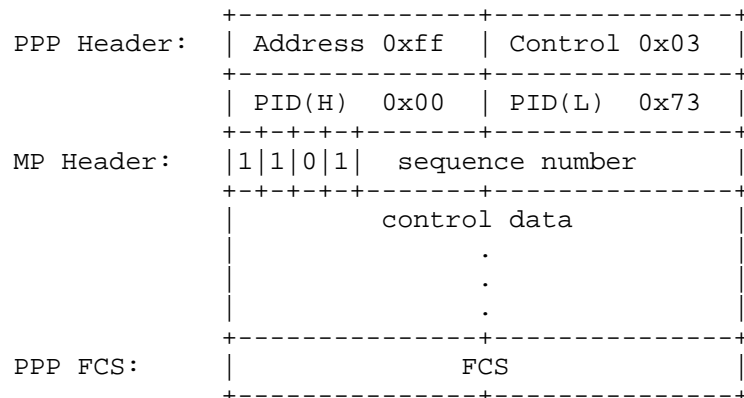 +---------------+---------------+
PPP Header: | Address 0xff | Control 0x03 |
+---------------+---------------+
| PID(H) 0x00 | PID(L) 0x73 |
+-+-+-+-+-------+---------------+
MP Header: |1|1|0|1| sequence number |
+-+-+-+-+-------+---------------+
| control data |
| . |
| . |
| . |
+---------------+---------------+
PPP FCS: | FCS |
+---------------+---------------+